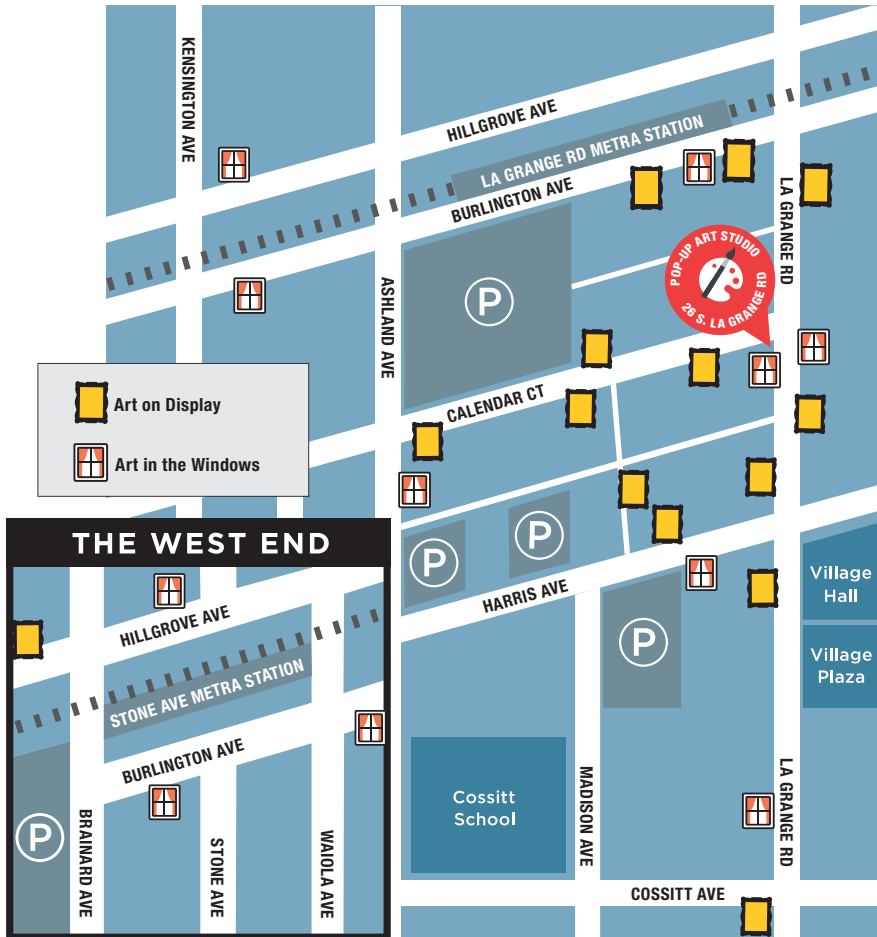 KENSINGTON AVE
HILLGROVE AVE
LA GRANGE RD METRA STATION
BURLINGTON AVE
LA GRANGE RD
POP-UP ART STUDIO
26 S. LA GRANGE RD
ASHLAND AVE
P
CALENDAR CT
Art on Display
Art in the Windows
P
P
HARRIS AVE
P
Village
Hall
Village
Plaza
THE WEST END
HILLGROVE AVE
STONE AVE METRA STATION
BURLINGTON AVE
P
BRAINARD AVE
STONE AVE
WAIOLA AVE
Cossitt
School
MADISON AVE
LA GRANGE RD
COSSITT AVE